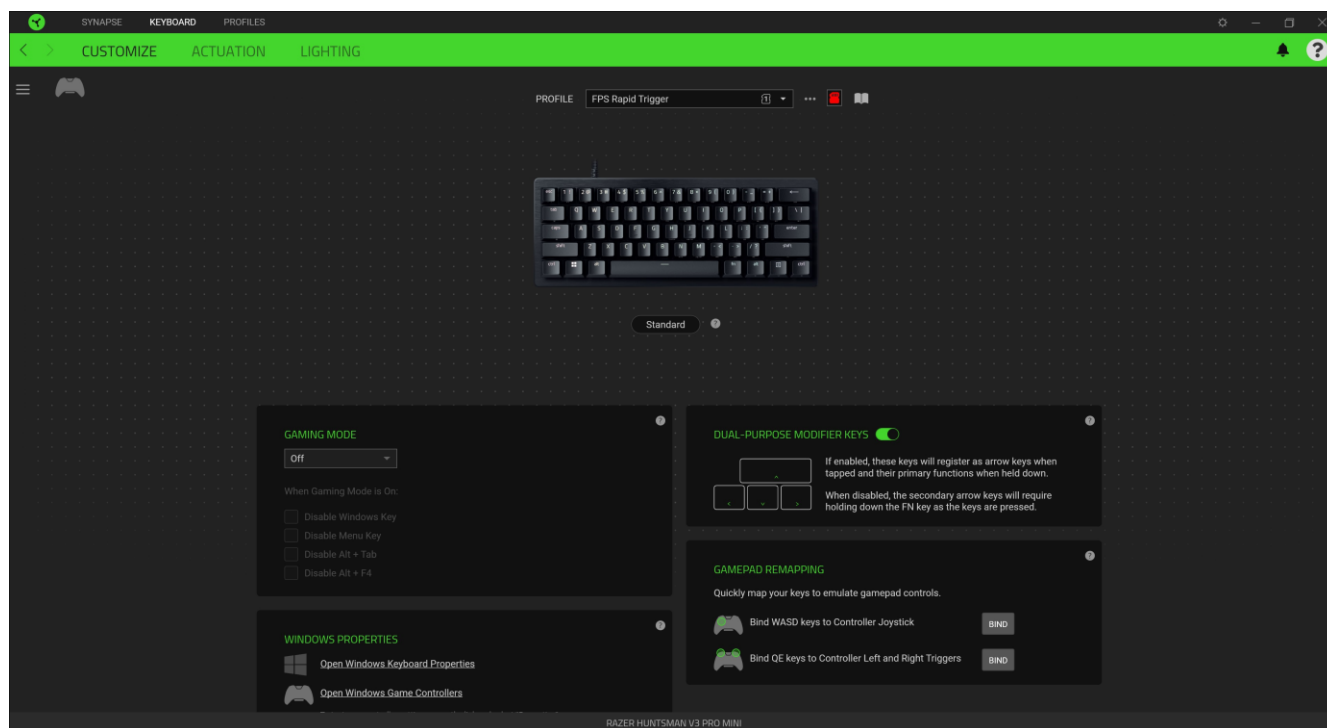 SYNAPSE KEYBOARD PROFILES
CUSTOMIZE ACTUATION LIGHTING
PROFILE FPS Rapid Trigger 1
Standard
GAMING MODE
Off
When Gaming Mode is On:
Disable Windows Key
Disable Menu Key
Disable Alt + Tab
Disable Alt + F4
WINDOWS PROPERTIES
Open Windows Keyboard Properties
Open Windows Game Controllers
DUAL-PURPOSE MODIFIER KEYS
If enabled, these keys will register as arrow keys when
tapped and their primary functions when held down.
When disabled, the secondary arrow keys will require
holding down the FN key as the keys are pressed.
GAMEPAD REMAPPING
Quickly map your keys to emulate gamepad controls.
Bind WASD keys to Controller Joystick BIND
Bind QE keys to Controller Left and Right Triggers BIND
RAZER HUNTSMAN V3 PRO MINI